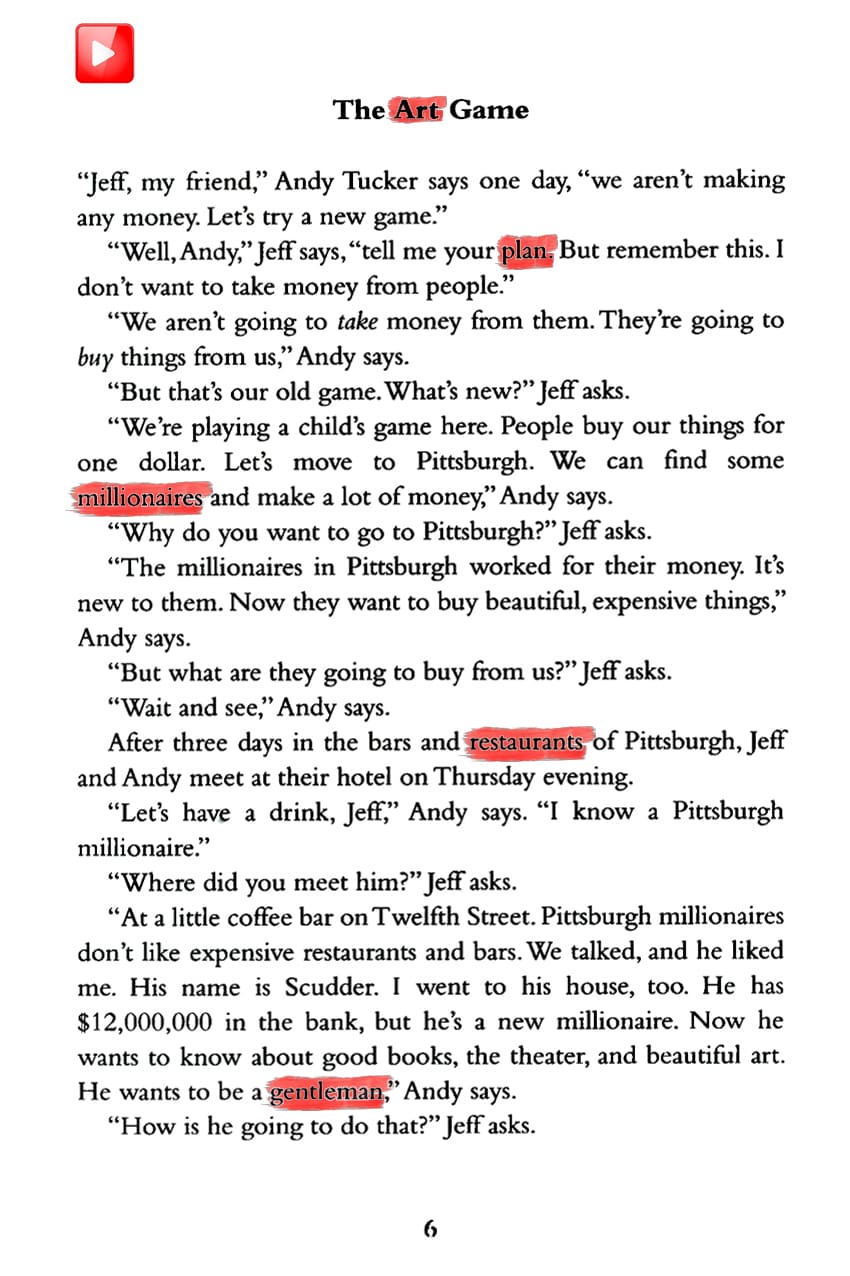 The Art Game
“Jeff, my friend,” Andy Tucker says one day, “we aren’t making
any money. Let’s try a new game.”
“Well, Andy,” Jeff says, “tell me your plan. But remember this. I
don’t want to take money from people.”
“We aren’t going to take money from them. They’re going to
buy things from us,” Andy says.
“But that’s our old game. What’s new?” Jeff asks.
“We’re playing a child’s game here. People buy our things for
one dollar. Let’s move to Pittsburgh. We can find some
millionaires and make a lot of money,” Andy says.
“Why do you want to go to Pittsburgh?” Jeff asks.
“The millionaires in Pittsburgh worked for their money. It’s
new to them. Now they want to buy beautiful, expensive things,”
Andy says.
“But what are they going to buy from us?” Jeff asks.
“Wait and see,” Andy says.
After three days in the bars and restaurants of Pittsburgh, Jeff
and Andy meet at their hotel on Thursday evening.
“Let’s have a drink, Jeff,” Andy says. “I know a Pittsburgh
millionaire.”
“Where did you meet him?” Jeff asks.
“At a little coffee bar on Twelfth Street. Pittsburgh millionaires
don’t like expensive restaurants and bars. We talked, and he liked
me. His name is Scudder. I went to his house, too. He has
$12,000,000 in the bank, but he’s a new millionaire. Now he
wants to know about good books, the theater, and beautiful art.
He wants to be a gentleman,” Andy says.
“How is he going to do that?” Jeff asks.
6